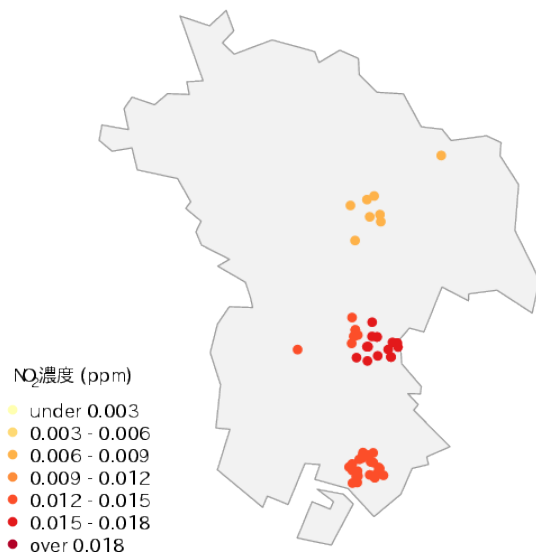 NO₂濃度 (ppm)
under 0.003
0.003 - 0.006
0.006 - 0.009
0.009 - 0.012
0.012 - 0.015
0.015 - 0.018
over 0.018